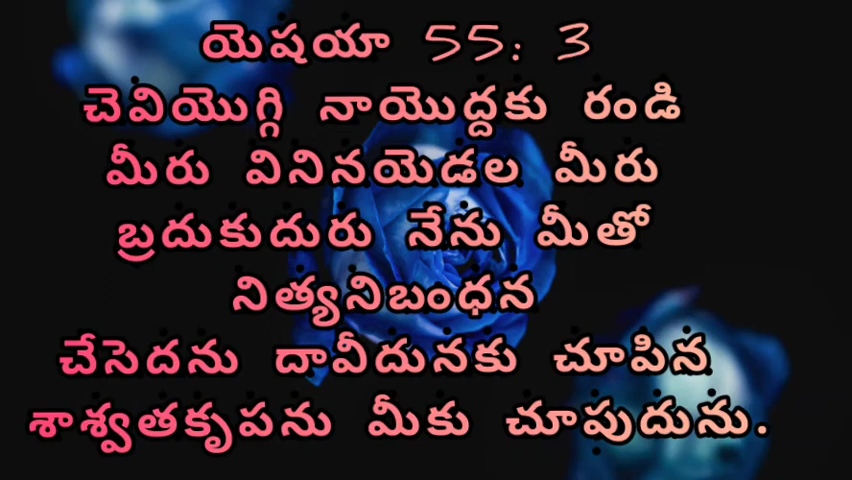 యెషయా 55: 3
చెవియొగ్గి నాయొద్దకు రండి
మీరు వినినయెడల మీరు
బ్రదుకుదురు నేను మీతో
నిత్యనిబంధన
చేసెదను దావీదునకు చూపిన
శాశ్వతకృపను మీకు చూపుదును.